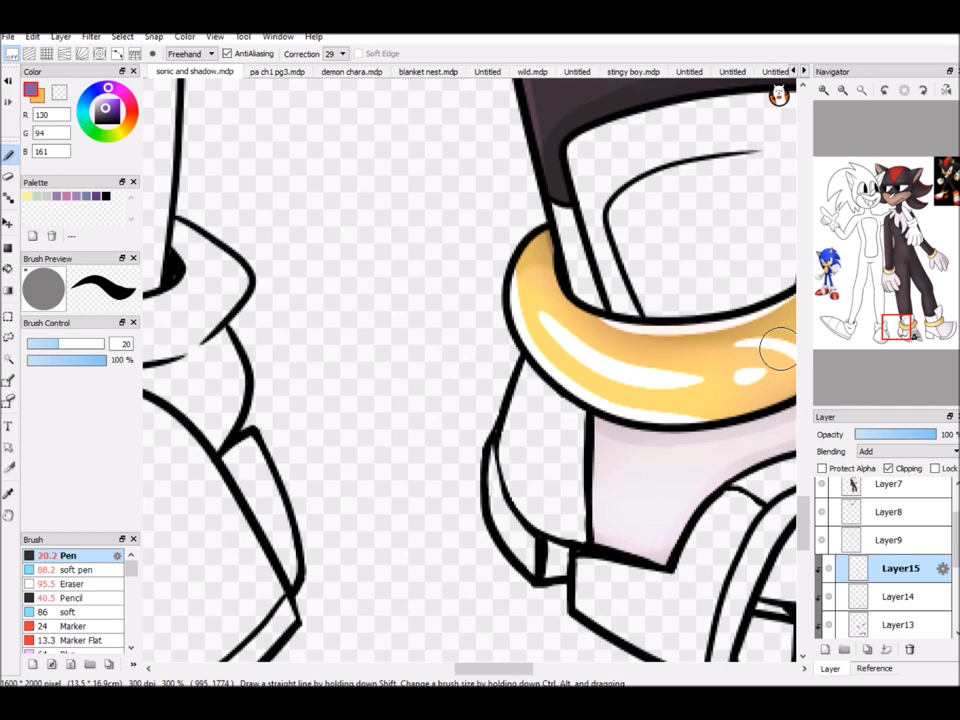 File Edit Layer Filter Select Snap Color View Tool Window Help
off Freehand AntiAliasing Correction 29 Soft Edge
Color
R 130
G 94
B 161
Palette
---
Brush Preview
Brush Control
20
100 %
Brush
20.2 Pen
88.2 soft pen
95.5 Eraser
40.5 Pencil
86 soft
24 Marker
13.3 Marker Flat
sonic and shadow.mdp pa ch1 pg3.mdp demon chara.mdp blanket nest.mdp Untitled wild.mdp Untitled stingy boy.mdp Untitled Untitled Untitled
Navigator
Layer
Opacity 100 %
Blending Add
Protect Alpha Clipping Lock
Layer7
Layer8
Layer9
Layer15
Layer14
Layer13
Layer Reference
1600 * 2000 pixel (13.5 * 16.9cm) 300 dpi 300 % ( 995, 1774 ) Draw a straight line by holding down Shift, Change a brush size by holding down Ctrl, Alt, and dragging